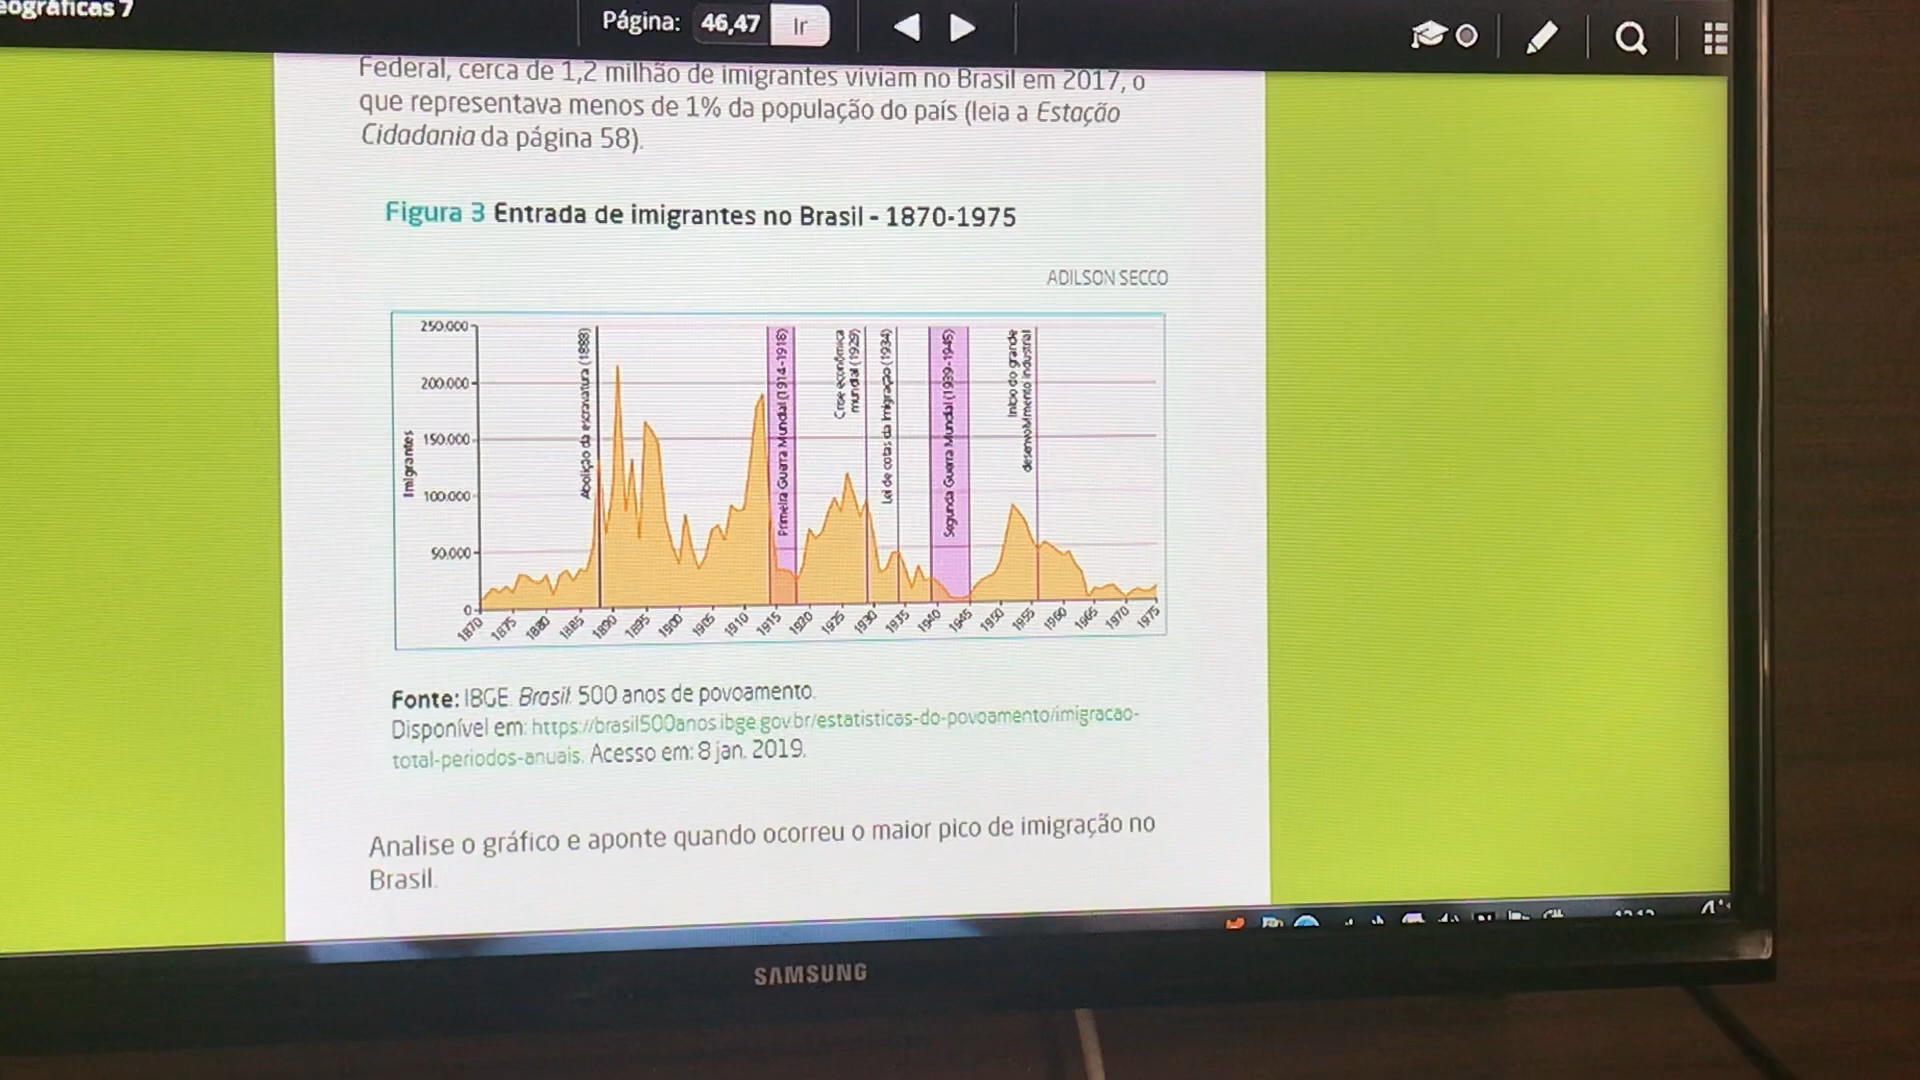 eográficas 7
Página: 46,47 Ir
Federal, cerca de 1,2 milhão de imigrantes viviam no Brasil em 2017, o
que representava menos de 1% da população do país (leia a Estação
Cidadania da página 58).
Figura 3 Entrada de imigrantes no Brasil - 1870-1975
ADILSON SECCO
Imigrantes
250.000
200.000
150.000
100.000
50.000
0
Abolição da escravatura (1888)
Primeira Guerra Mundial (1914-1918)
Crise econômica
mundial (1929)
Lei de cotas da Imigração (1934)
Segunda Guerra Mundial (1939-1945)
Início do grande
desenvolvimento industrial
1870 1875 1880 1885 1890 1895 1900 1905 1910 1915 1920 1925 1930 1935 1940 1945 1950 1955 1960 1965 1970 1975
Fonte: IBGE. Brasil: 500 anos de povoamento.
Disponível em: https://brasil500anos.ibge.gov.br/estatisticas-do-povoamento/imigracao-
total-periodos-anuais. Acesso em: 8 jan. 2019.
Analise o gráfico e aponte quando ocorreu o maior pico de imigração no
Brasil.
SAMSUNG